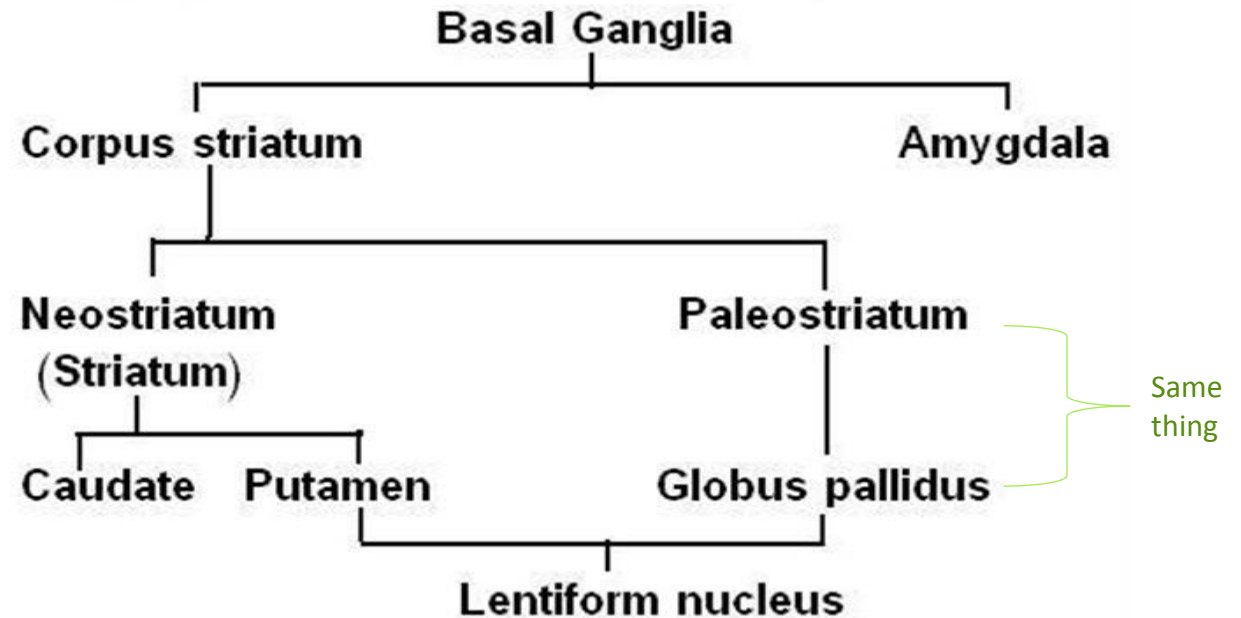 Basal Ganglia
Corpus striatum
Amygdala
Neostriatum
(Striatum)
Paleostriatum
Same
thing
Caudate
Putamen
Globus pallidus
Lentiform nucleus